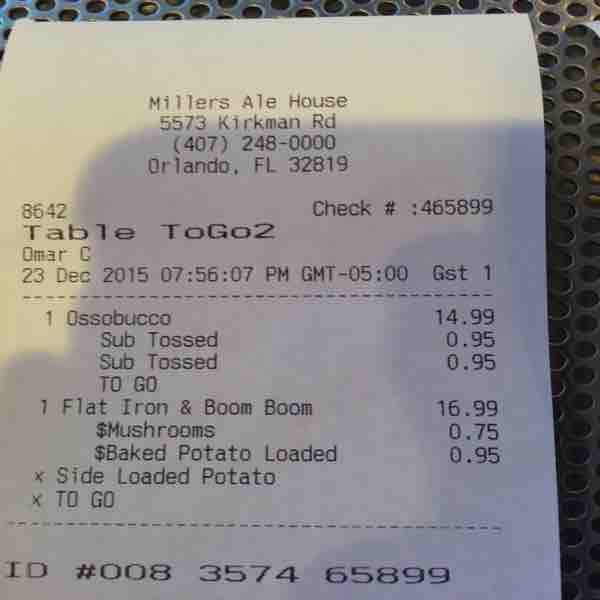 Millers Ale House
5573 Kirkman Rd
(407) 248-0000
Orlando, FL 32819
8642 Check # :465899
Table ToGo2
Omar C
23 Dec 2015 07:56:07 PM GMT-05:00 Gst 1
1 Ossobucco 14.99
Sub Tossed 0.95
Sub Tossed 0.95
TO GO
1 Flat Iron & Boom Boom 16.99
$Mushrooms 0.75
$Baked Potato Loaded 0.95
x Side Loaded Potato
x TO GO
ID #008 3574 65899